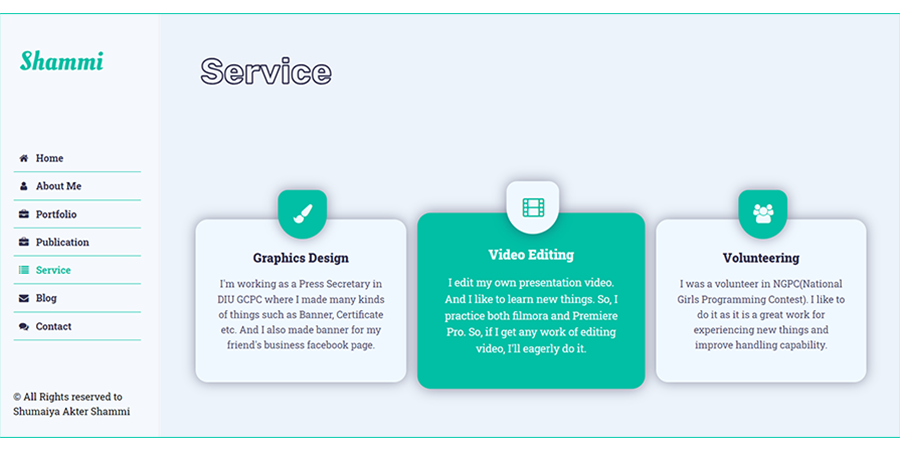 Shammi
Home
About Me
Portfolio
Publication
Service
Blog
Contact
© All Rights reserved to
Shumaiya Akter Shammi
Service
Graphics Design
I'm working as a Press Secretary in
DIU GCPC where I made many kinds
of things such as Banner, Certificate
etc. And I also made banner for my
friend's business facebook page.
Video Editing
I edit my own presentation video.
And I like to learn new things. So, I
practice both filmora and Premiere
Pro. So, if I get any work of editing
video, I'll eagerly do it.
Volunteering
I was a volunteer in NGPC(National
Girls Programming Contest). I like to
do it as it is a great work for
experiencing new things and
improve handling capability.